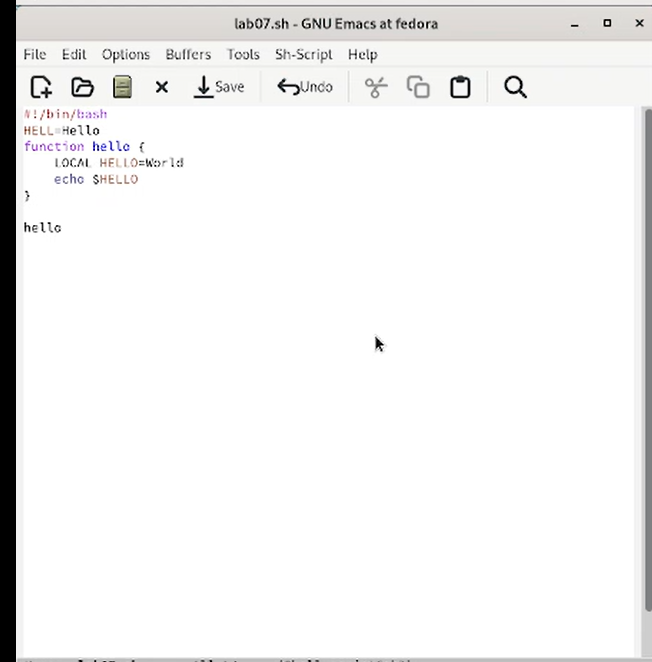 lab07.sh - GNU Emacs at fedora
File Edit Options Buffers Tools Sh-Script Help
Save Undo
#!/bin/bash
HELL=Hello
function hello {
LOCAL HELLO=World
echo $HELLO
}
hello